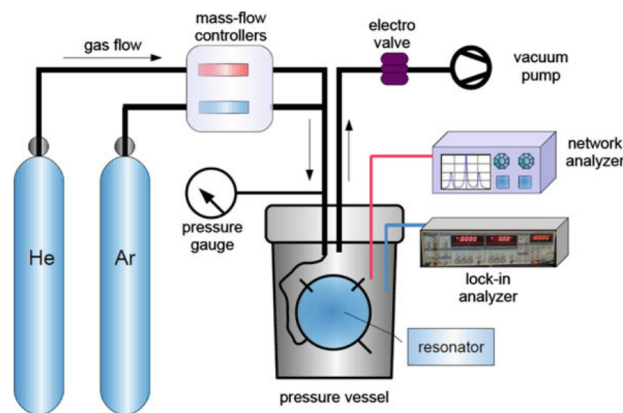 mass-flow
controllers
gas flow
electro
valve
vacuum
pump
network
analyzer
pressure
gauge
He
Ar
lock-in
analyzer
resonator
pressure vessel